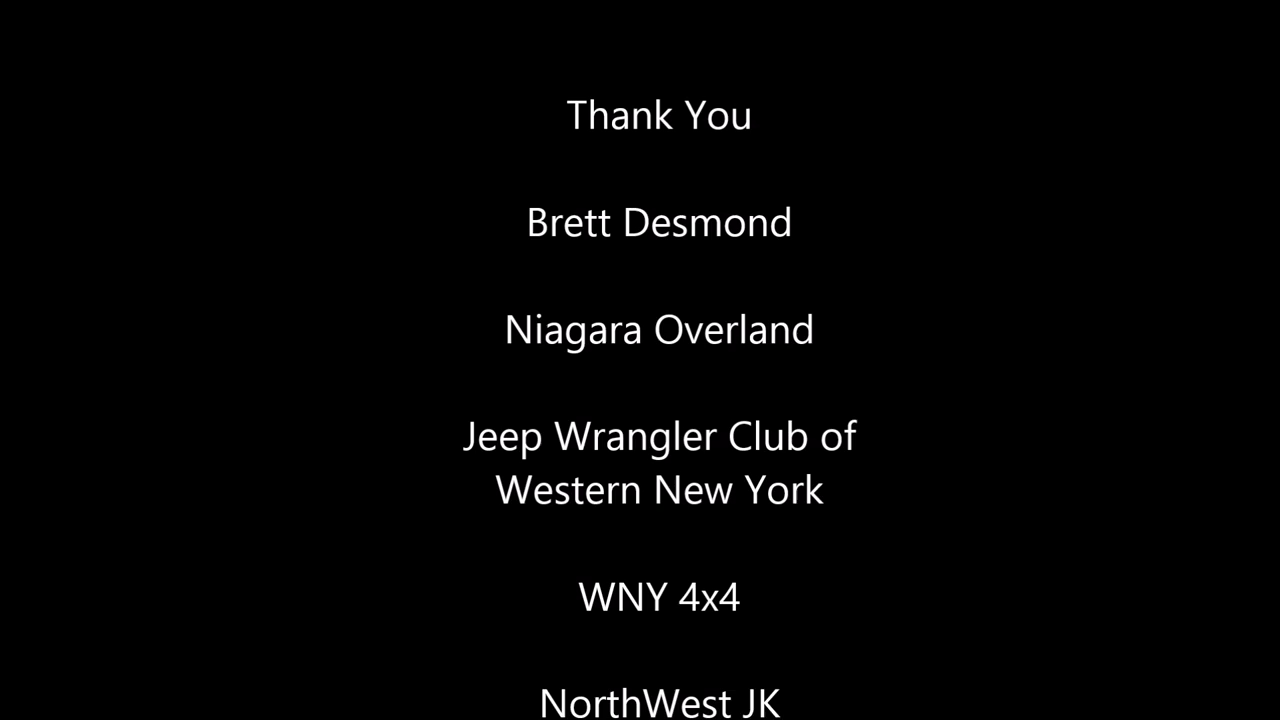 Thank You
Brett Desmond
Niagara Overland
Jeep Wrangler Club of
Western New York
WNY 4x4
NorthWest JK